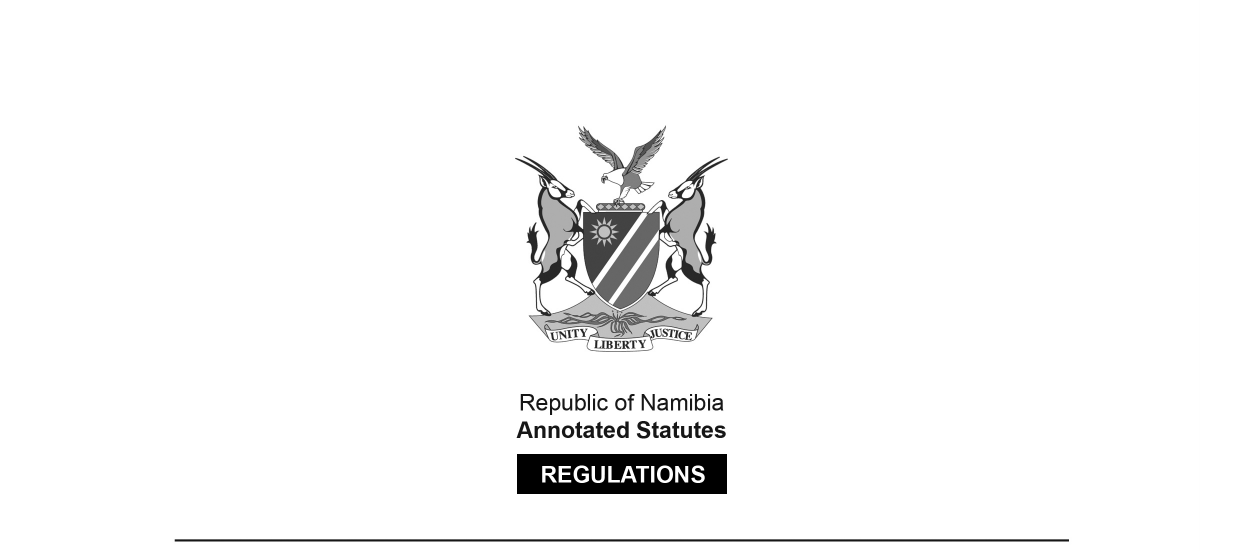 UNITY
LIBERTY
JUSTICE
Republic of Namibia
Annotated Statutes
REGULATIONS